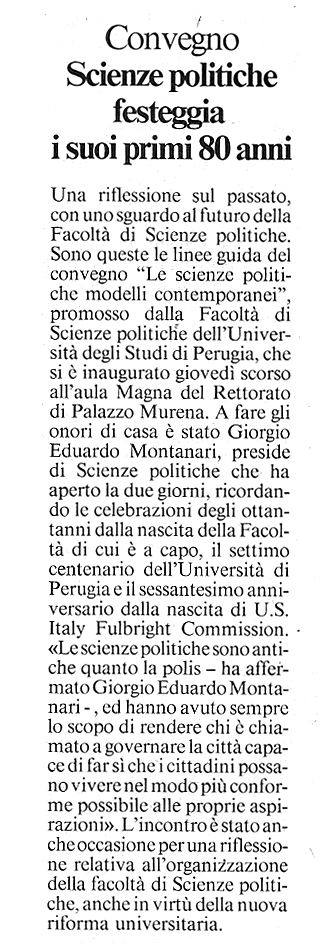 Convegno
Scienze politiche
festeggia
i suoi primi 80 anni
Una riflessione sul passato,
con uno sguardo al futuro della
Facoltà di Scienze politiche.
Sono queste le linee guida del
convegno “Le scienze politi-
che modelli contemporanei”,
promosso dalla Facoltà di
Scienze politiche dell'Univer-
sità degli Studi di Perugia, che
si è inaugurato giovedì scorso
all'aula Magna del Rettorato
di Palazzo Murena. A fare gli
onori di casa è stato Giorgio
Eduardo Montanari, preside
di Scienze politiche che ha
aperto la due giorni, ricordan-
do le celebrazioni degli ottan-
tanni dalla nascita della Facol-
tà di cui è a capo, il settimo
centenario dell'Università di
Perugia e il sessantesimo anni-
versario dalla nascita di U.S.
Italy Fulbright Commission.
«Le scienze politiche sono anti-
che quanto la polis – ha affer-
mato Giorgio Eduardo Monta-
nari - , ed hanno avuto sempre
lo scopo di rendere chi è chia-
mato a governare la città capa-
ce di far sì che i cittadini possa-
no vivere nel modo più confor-
me possibile alle proprie aspi-
razioni». L'incontro è stato an-
che occasione per una riflessio-
ne relativa all'organizzazione
della facoltà di Scienze politi-
che, anche in virtù della nuova
riforma universitaria.